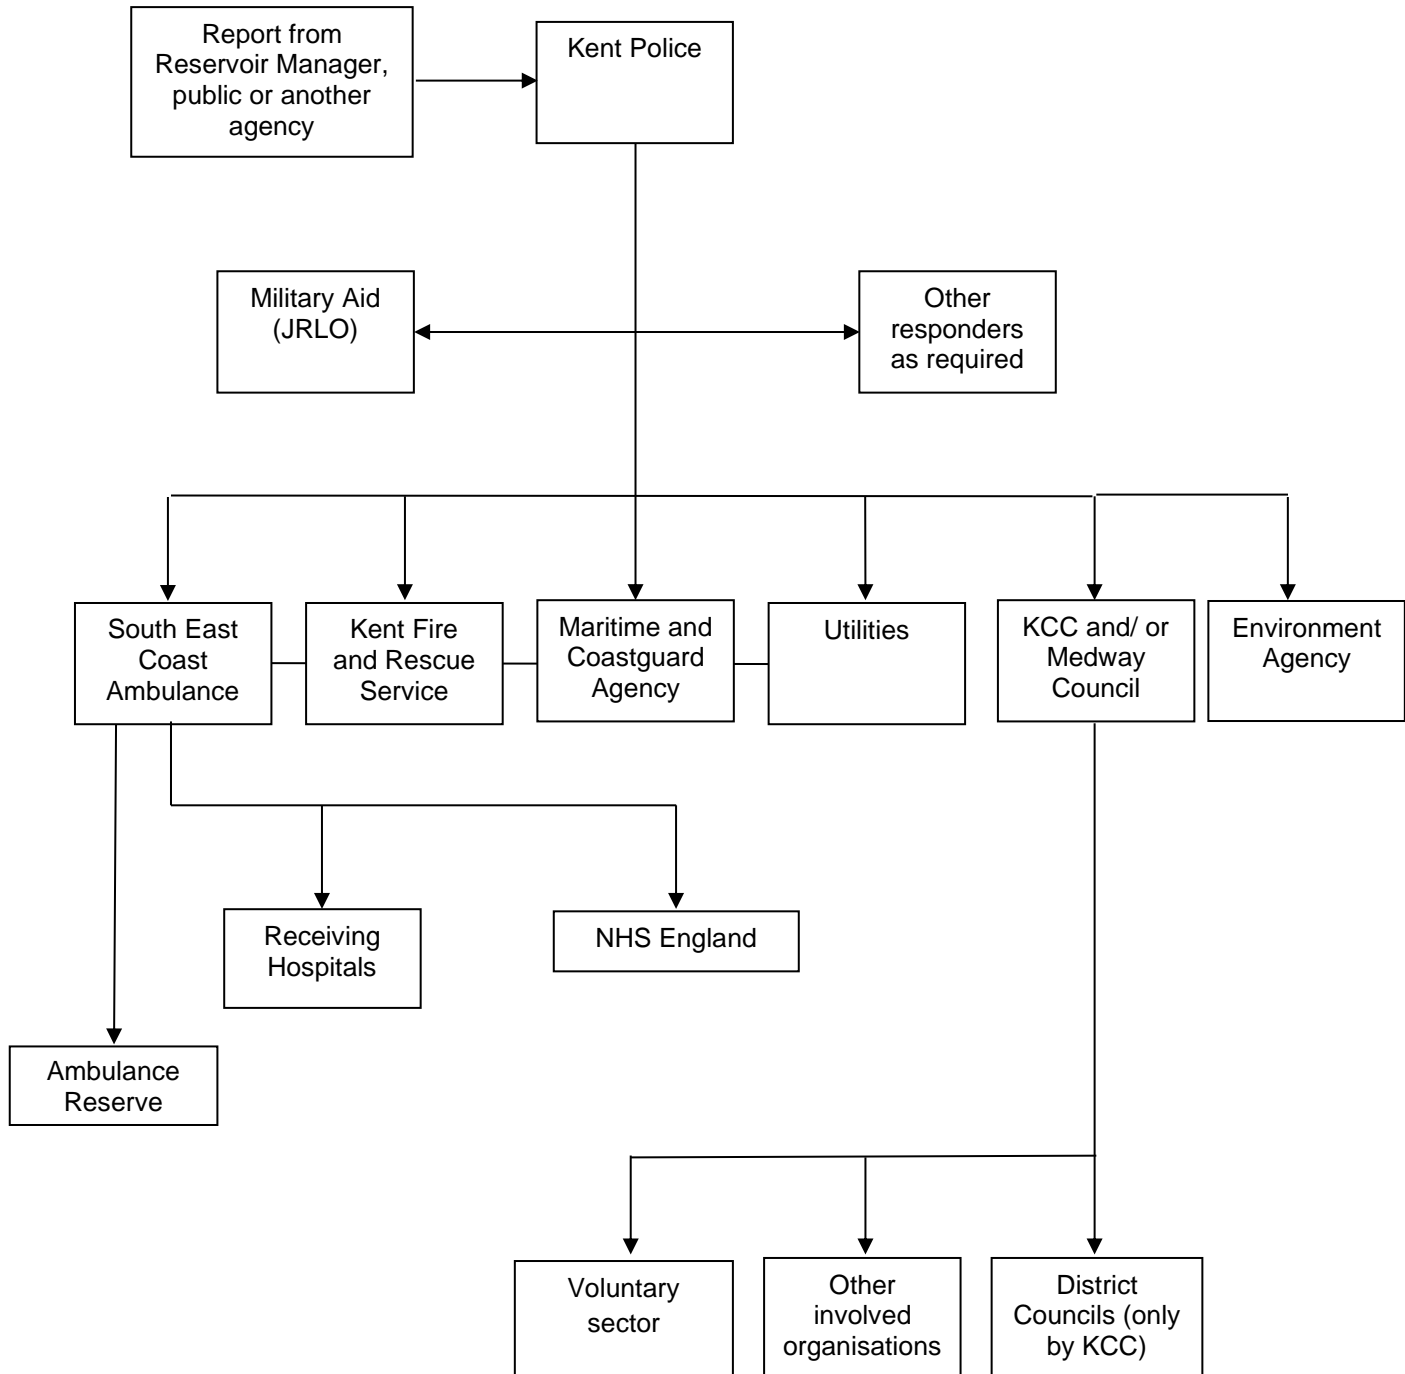 Report from
Reservoir Manager,
public or another
agency
Kent Police
Military Aid
(JRLO)
Other
responders
as required
South East
Coast
Ambulance
Kent Fire
and Rescue
Service
Maritime and
Coastguard
Agency
Utilities
KCC and/ or
Medway
Council
Environment
Agency
Receiving
Hospitals
NHS England
Ambulance
Reserve
Voluntary
sector
Other
involved
organisations
District
Councils (only
by KCC)